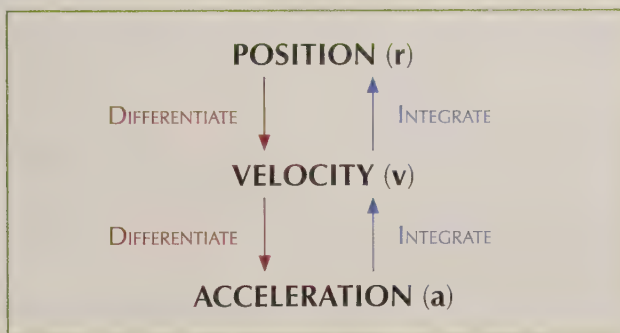 POSITION (r)
DIFFERENTIATE INTEGRATE
VELOCITY (v)
DIFFERENTIATE INTEGRATE
ACCELERATION (a)